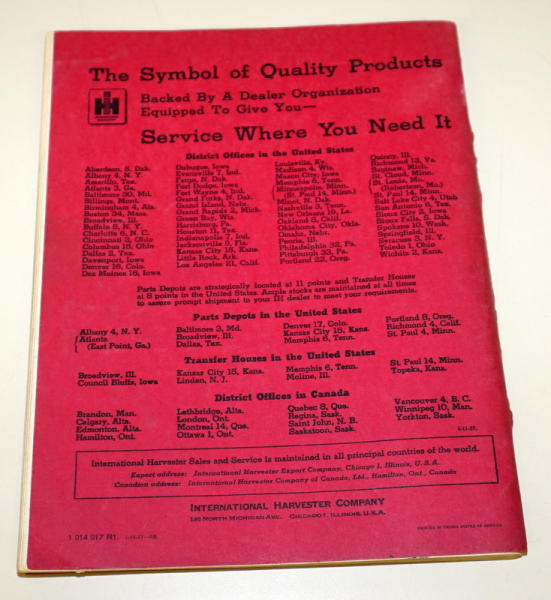 The Symbol of Quality Products
IH
Backed By A Dealer Organization
Equipped To Give You—
Service Where You Need It
District Offices in the United States
Aberdeen, S. Dak.
Albany 4, N. Y.
Amarillo, Tex.
Atlanta 3, Ga.
Baltimore 30, Md.
Billings, Mont.
Birmingham 4, Ala.
Boston 34, Mass.
Broadview, Ill.
Buffalo 5, N. Y.
Charlotte 6, N. C.
Cincinnati 2, Ohio
Columbus 15, Ohio
Dallas 2, Tex.
Davenport, Iowa
Denver 16, Colo.
Des Moines 16, Iowa
Dubuque, Iowa
Evansville 7, Ind.
Fargo, N. Dak.
Fort Dodge, Iowa
Fort Wayne 4, Ind.
Grand Forks, N. Dak.
Grand Island, Nebr.
Grand Rapids 2, Mich.
Green Bay, Wis.
Harrisburg, Pa.
Houston 11, Tex.
Indianapolis 7, Ind.
Jacksonville 9, Fla.
Kansas City 15, Kans.
Little Rock, Ark.
Los Angeles 21, Calif.
Louisville, Ky.
Madison 4, Wis.
Mason City, Iowa
Memphis 6, Tenn.
(Minneapolis, Minn.
(St. Paul 14, Minn.)
Minot, N. Dak.
Nashville 3, Tenn.
New Orleans 19, La.
Oakland 8, Calif.
Oklahoma City, Okla.
Omaha, Nebr.
Peoria, Ill.
Philadelphia 32, Pa.
Pittsburgh 33, Pa.
Portland 22, Oreg.
Quincy, Ill.
Richmond 13, Va.
Saginaw, Mich.
St. Cloud, Minn.
(St. Louis, Mo.
(Robertson, Mo.)
St. Paul 14, Minn.
Salt Lake City 4, Utah
San Antonio 6, Tex.
Sioux City 2, Iowa
Sioux Falls, S. Dak.
Spokane 10, Wash.
Springfield, Ill.
Syracuse 3, N. Y.
Toledo 1, Ohio
Wichita 2, Kans.
Parts Depots are strategically located at 11 points and Transfer Houses
at 8 points in the United States. Ample stocks are maintained at all times
to assure prompt shipment to your IH dealer to meet your requirements.
Parts Depots in the United States
Albany 4, N. Y.
Atlanta
(East Point, Ga.)
Baltimore 3, Md.
Broadview, Ill.
Dallas, Tex.
Denver 17, Colo.
Kansas City 15, Kans.
Memphis 6, Tenn.
Portland 8, Oreg.
Richmond 4, Calif.
St. Paul 4, Minn.
Transfer Houses in the United States
Broadview, Ill.
Council Bluffs, Iowa
Kansas City 15, Kans.
Linden, N. J.
Memphis 6, Tenn.
Moline, Ill.
St. Paul 14, Minn.
Topeka, Kans.
District Offices in Canada
Brandon, Man.
Calgary, Alta.
Edmonton, Alta.
Hamilton, Ont.
Lethbridge, Alta.
London, Ont.
Montreal 14, Que.
Ottawa 1, Ont.
Quebec 8, Que.
Regina, Sask.
Saint John, N. B.
Saskatoon, Sask.
Vancouver 4, B. C.
Winnipeg 10, Man.
Yorkton, Sask.
International Harvester Sales and Service is maintained in all principal countries of the world.
Export address: International Harvester Export Company, Chicago 1, Illinois, U. S. A.
Canadian address: International Harvester Company of Canada, Ltd., Hamilton, Ont., Canada
INTERNATIONAL HARVESTER COMPANY
180 NORTH MICHIGAN AVE. CHICAGO 1, ILLINOIS, U.S.A.
1 014 017 R1.
PRINTED IN UNITED STATES OF AMERICA